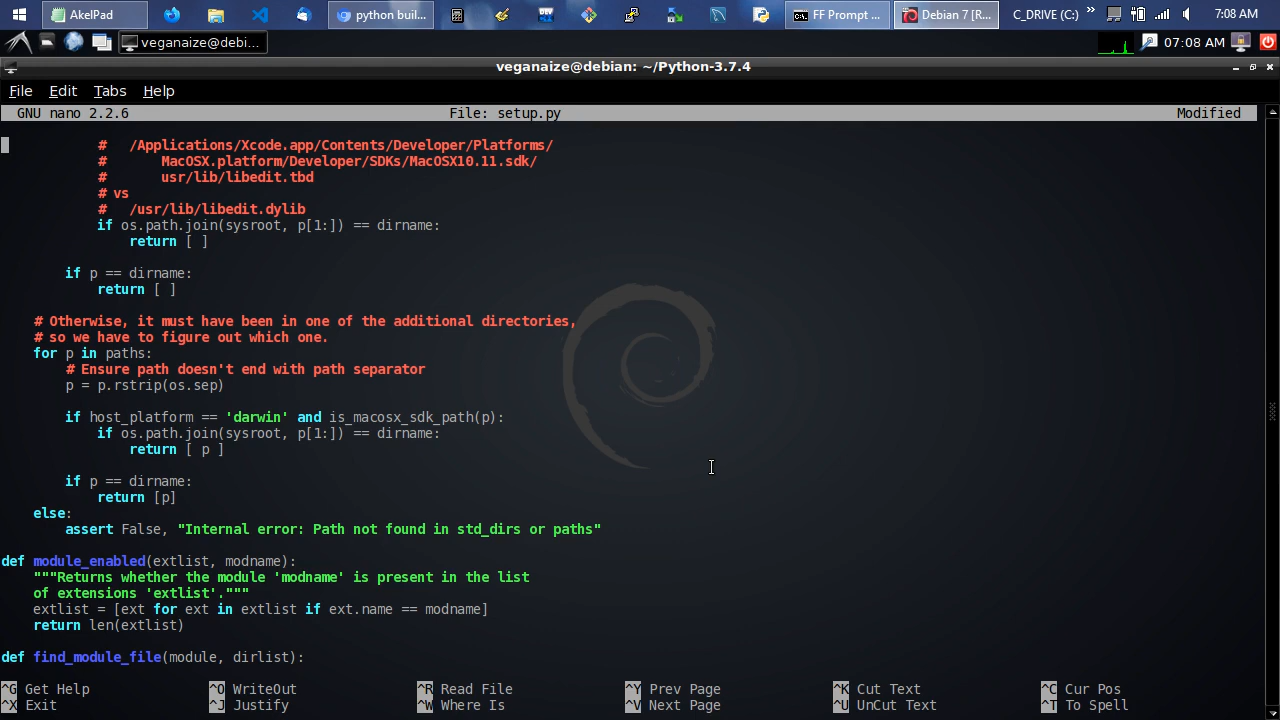 AkelPad
python buil...
FF Prompt ...
Debian 7 [R...
C_DRIVE (C:)
7:08 AM
veganaize@debi...
07:08 AM
veganaize@debian: ~/Python-3.7.4
File Edit Tabs Help
GNU nano 2.2.6 File: setup.py Modified
#   /Applications/Xcode.app/Contents/Developer/Platforms/
#       MacOSX.platform/Developer/SDKs/MacOSX10.11.sdk/
#       usr/lib/libedit.tbd
# vs
#   /usr/lib/libedit.dylib
if os.path.join(sysroot, p[1:]) == dirname:
return [ ]
if p == dirname:
return [ ]
# Otherwise, it must have been in one of the additional directories,
# so we have to figure out which one.
for p in paths:
# Ensure path doesn't end with path separator
p = p.rstrip(os.sep)
if host_platform == 'darwin' and is_macosx_sdk_path(p):
if os.path.join(sysroot, p[1:]) == dirname:
return [ p ]
if p == dirname:
return [p]
else:
assert False, "Internal error: Path not found in std_dirs or paths"
def module_enabled(extlist, modname):
"""Returns whether the module 'modname' is present in the list
of extensions 'extlist'."""
extlist = [ext for ext in extlist if ext.name == modname]
return len(extlist)
def find_module_file(module, dirlist):
^G Get Help ^O WriteOut ^R Read File ^Y Prev Page ^K Cut Text ^C Cur Pos
^X Exit ^J Justify ^W Where Is ^V Next Page ^U UnCut Text ^T To Spell